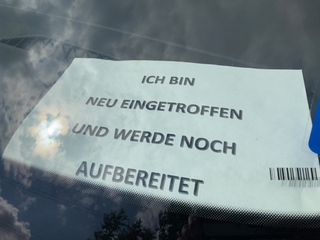 ICH BIN
NEU EINGETROFFEN
UND WERDE NOCH
AUFBEREITET